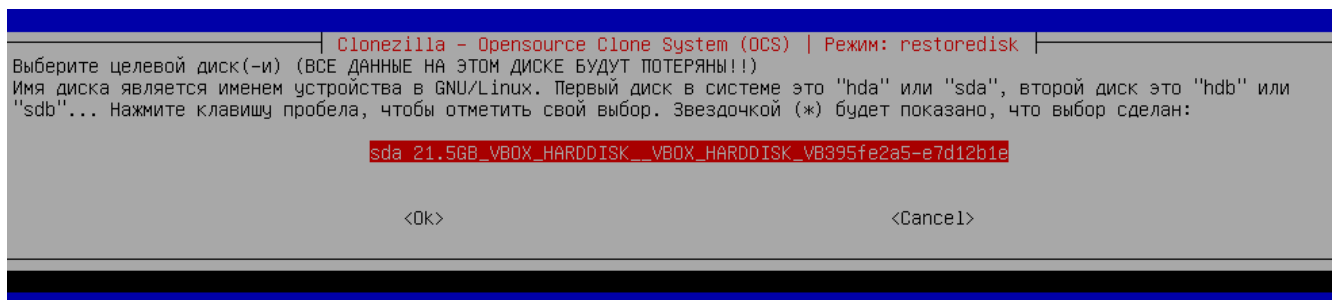 Clonezilla - Opensource Clone System (OCS) | Режим: restoredisk
Выберите целевой диск(-и) (ВСЕ ДАННЫЕ НА ЭТОМ ДИСКЕ БУДУТ ПОТЕРЯНЫ!!)
Имя диска является именем устройства в GNU/Linux. Первый диск в системе это "hda" или "sda", второй диск это "hdb" или
"sdb"... Нажмите клавишу пробела, чтобы отметить свой выбор. Звездочкой (*) будет показано, что выбор сделан:
sda 21.5GB_VBOX_HARDDISK__VBOX_HARDDISK_VB395fe2a5-e7d12b1e
<Ok> <Cancel>